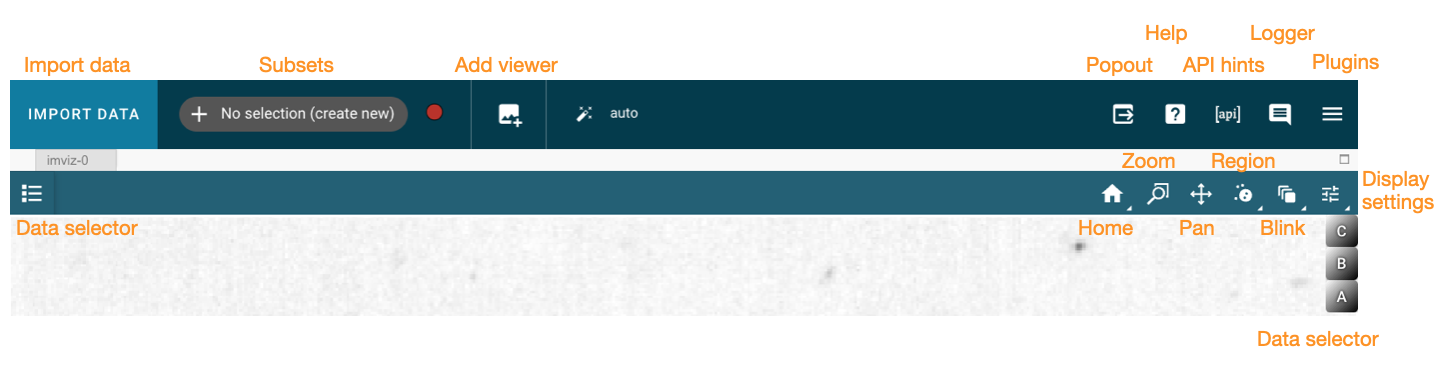 Help Logger
Import data Subsets Add viewer Popout API hints Plugins
IMPORT DATA No selection (create new) auto ? [api]
imviz-0 Zoom Region
Display
settings
Data selector Home Pan Blink C
B
A
Data selector